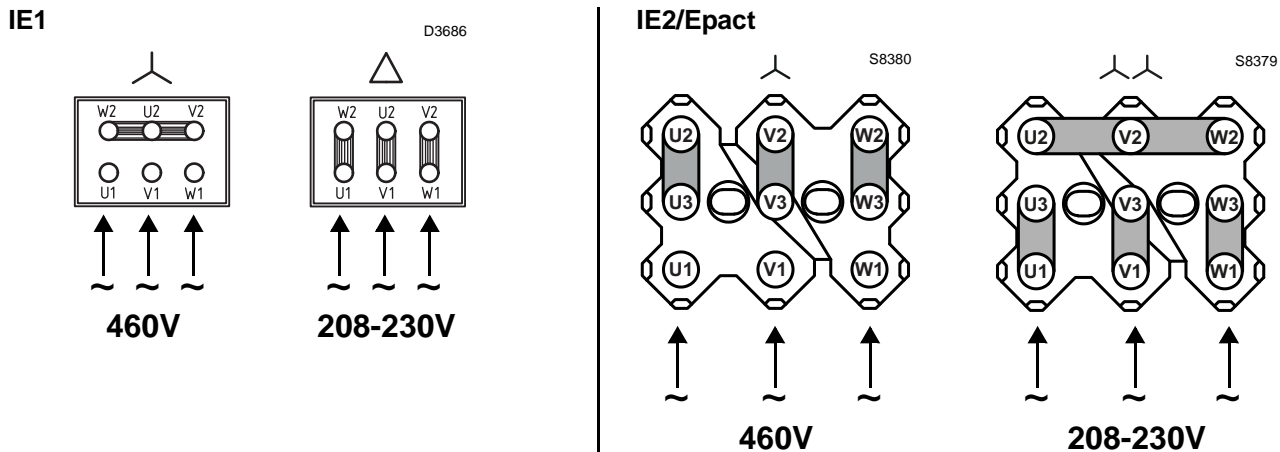 IE1
D3686
W2 U2 V2
U1 V1 W1
~ ~ ~
460V
W2 U2 V2
U1 V1 W1
~ ~ ~
208-230V
IE2/Epact
S8380
U2 V2 W2
U3 V3 W3
U1 V1 W1
~ ~ ~
460V
S8379
U2 V2 W2
U3 V3 W3
U1 V1 W1
~ ~ ~
208-230V